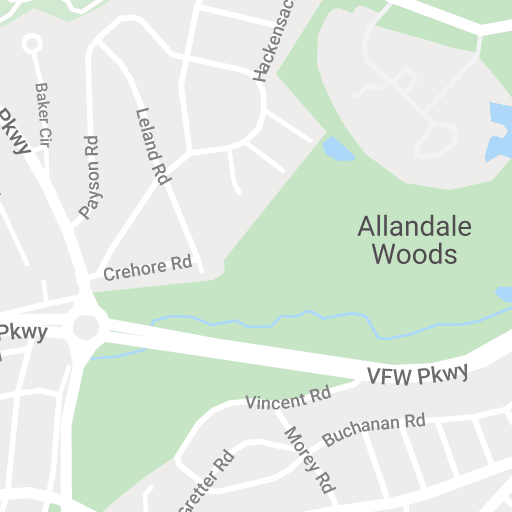 Hackensac
Baker Cir
Pkwy
Leland Rd
Payson Rd
Allandale
Woods
Crehore Rd
Pkwy
VFW Pkwy
Vincent Rd
Buchanan Rd
Morey Rd
Gretter Rd